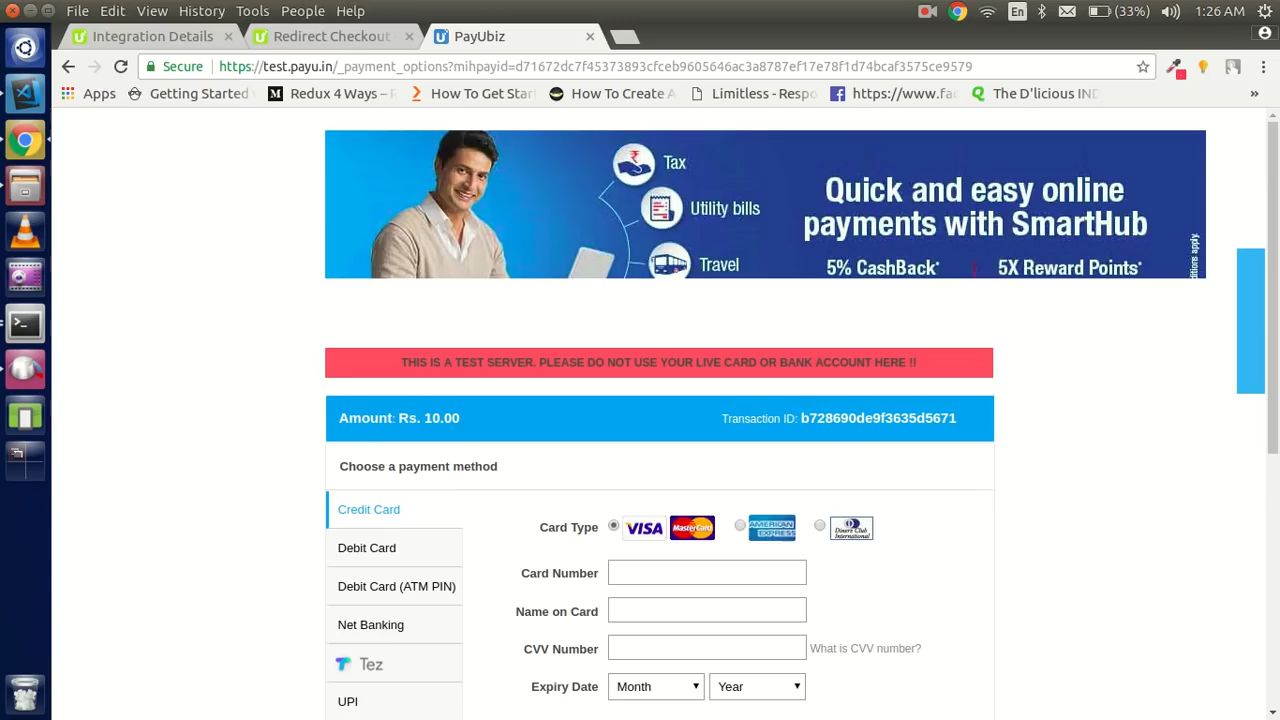 File Edit View History Tools People Help
En
(33%)
1:26 AM
Integration Details
Redirect Checkout
PayUbiz
Secure
https://test.payu.in/_payment_options?mihpayid=d71672dc7f45373893cfceb9605646ac3a8787ef17e78f1d74bcaf3575ce9579
Apps
Getting Started
Redux 4 Ways –
How To Get Star
How To Create A
Limitless - Respo
https://www.fac
The D'licious IND
»
Tax
Utility bills
Travel
Quick and easy online
payments with SmartHub
5% CashBack*
5X Reward Points*
ditions apply.
THIS IS A TEST SERVER. PLEASE DO NOT USE YOUR LIVE CARD OR BANK ACCOUNT HERE !!
Amount: Rs. 10.00
Transaction ID: b728690de9f3635d5671
Choose a payment method
Credit Card
Debit Card
Debit Card (ATM PIN)
Net Banking
Tez
UPI
Card Type
VISA
MasterCard
AMERICAN
EXPRESS
Diners Club
International
Card Number
Name on Card
CVV Number
What is CVV number?
Expiry Date
Month
Year